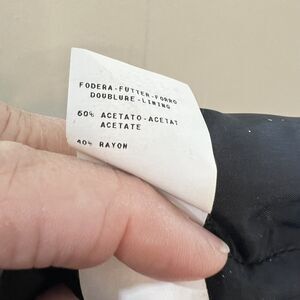 FODERA-FUTTER-FORRO
DOUBLURE-LINING
60% ACETATO-ACETAT
ACETATE
40% RAYON